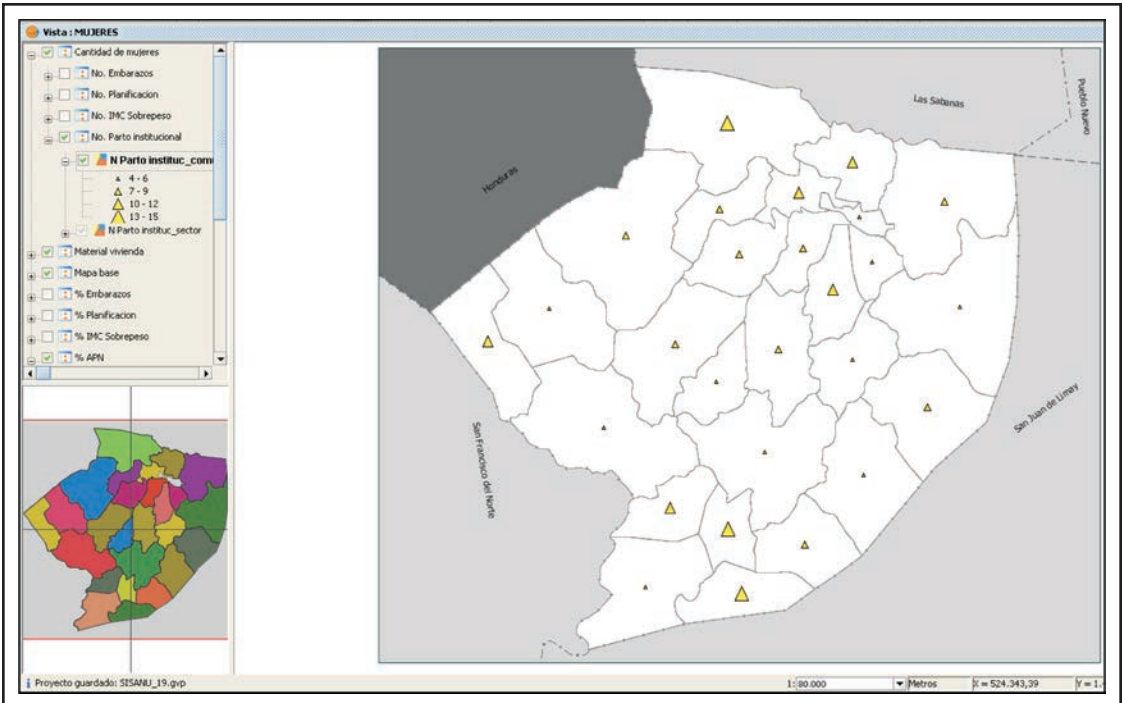 Vista : MUJERES
Cantidad de mujeres
No. Embarazos
No. Planificacion
No. IMC Sobrepeso
No. Parto institucional
N Parto instituc_com
4 - 6
7 - 9
10 - 12
13 - 15
N Parto instituc_sector
Material vivienda
Mapa base
% Embarazos
% Planificacion
% IMC Sobrepeso
% APN
Honduras
Las Sabanas
Pueblo Nuevo
San Juan de Limay
San Francisco del Norte
Proyecto guardado: SISANU_19.gvp
1: 80.000 Metros X = 524.343,39 Y = 1.